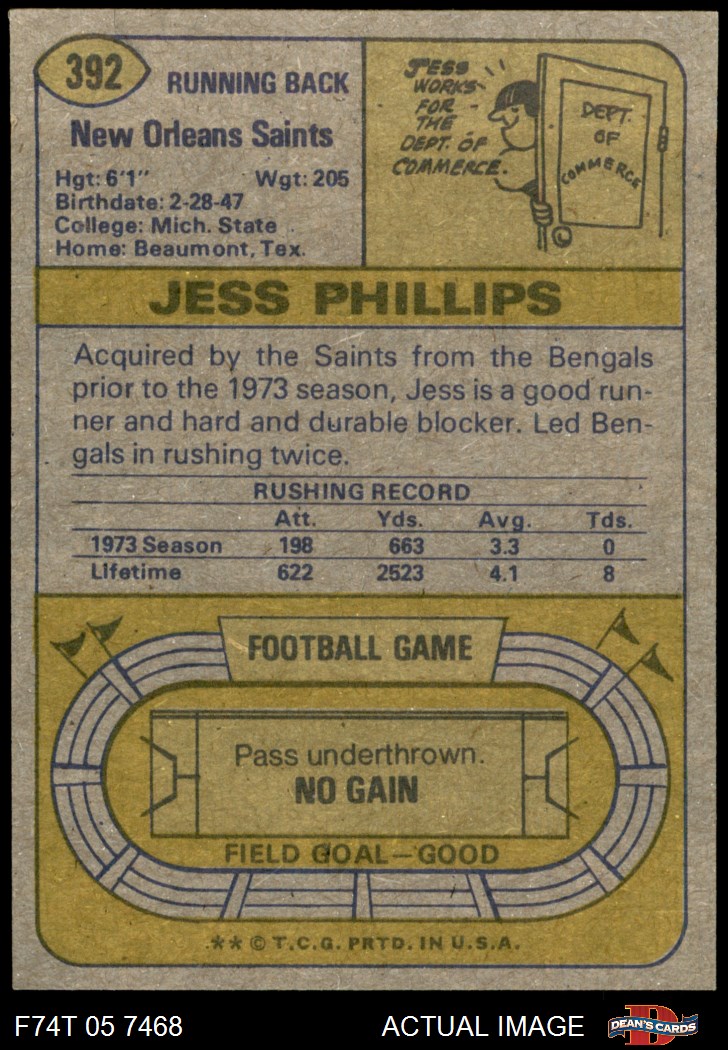 392
RUNNING BACK
New Orleans Saints
Hgt: 6'1" Wgt: 205
Birthdate: 2-28-47
College: Mich. State
Home: Beaumont, Tex.
JESS
WORKS
FOR
THE
DEPT. OF
COMMERCE.
DEPT.
OF
COMMERCE
JESS PHILLIPS
Acquired by the Saints from the Bengals
prior to the 1973 season, Jess is a good run-
ner and hard and durable blocker. Led Ben-
gals in rushing twice.
RUSHING RECORD
Att. Yds. Avg. Tds.
1973 Season 198 663 3.3 0
Lifetime 622 2523 4.1 8
FOOTBALL GAME
Pass underthrown.
NO GAIN
FIELD GOAL—GOOD
** © T.C.G. PRTD. IN U.S.A.
F74T 05 7468 ACTUAL IMAGE
D
DEAN'S CARDS